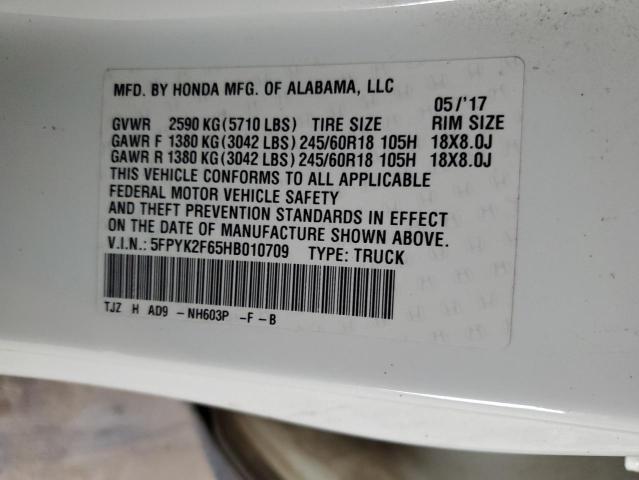 MFD. BY HONDA MFG. OF ALABAMA, LLC
05/'17
GVWR 2590 KG(5710 LBS) TIRE SIZE RIM SIZE
GAWR F 1380 KG(3042 LBS) 245/60R18 105H 18X8.0J
GAWR R 1380 KG(3042 LBS) 245/60R18 105H 18X8.0J
THIS VEHICLE CONFORMS TO ALL APPLICABLE
FEDERAL MOTOR VEHICLE SAFETY
AND THEFT PREVENTION STANDARDS IN EFFECT
ON THE DATE OF MANUFACTURE SHOWN ABOVE.
V.I.N.: 5FPYK2F65HB010709 TYPE: TRUCK
TJZ H AD9 - NH603P -F-B